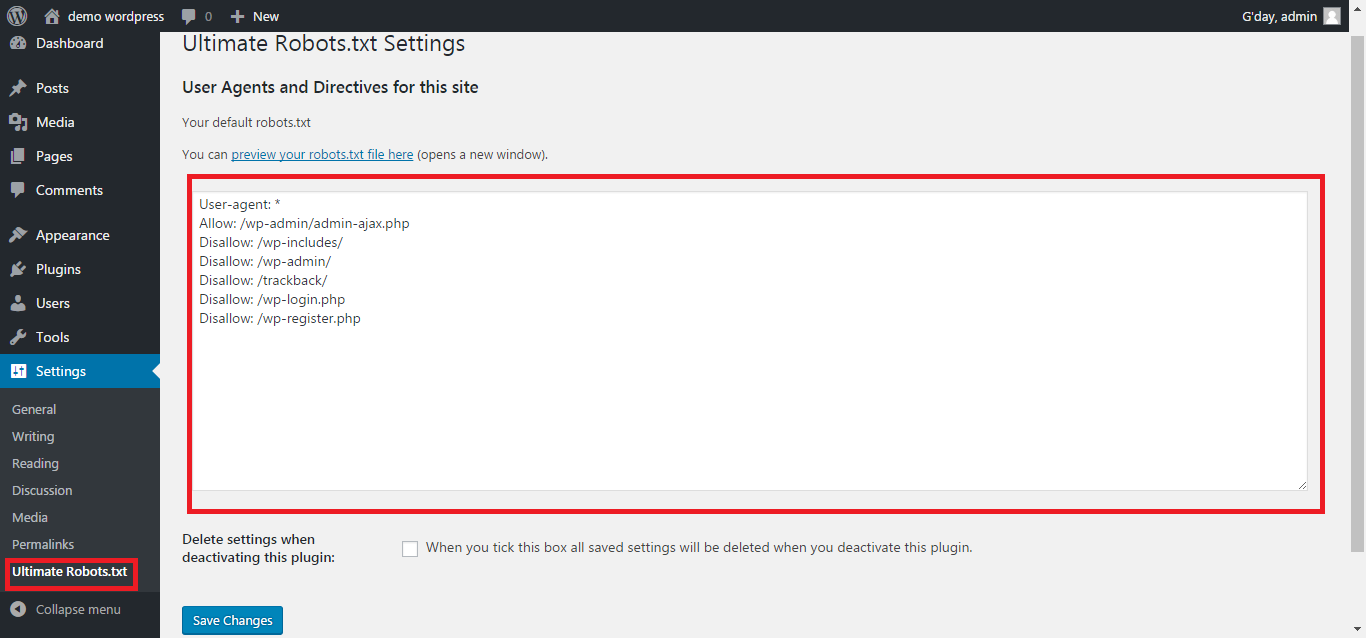 demo wordpress 0 New G'day, admin
Dashboard
Posts
Media
Pages
Comments
Appearance
Plugins
Users
Tools
Settings
General
Writing
Reading
Discussion
Media
Permalinks
Ultimate Robots.txt
Collapse menu
Ultimate Robots.txt Settings
User Agents and Directives for this site
Your default robots.txt
You can preview your robots.txt file here (opens a new window).
User-agent: *
Allow: /wp-admin/admin-ajax.php
Disallow: /wp-includes/
Disallow: /wp-admin/
Disallow: /trackback/
Disallow: /wp-login.php
Disallow: /wp-register.php
Delete settings when
deactivating this plugin:
When you tick this box all saved settings will be deleted when you deactivate this plugin.
Save Changes